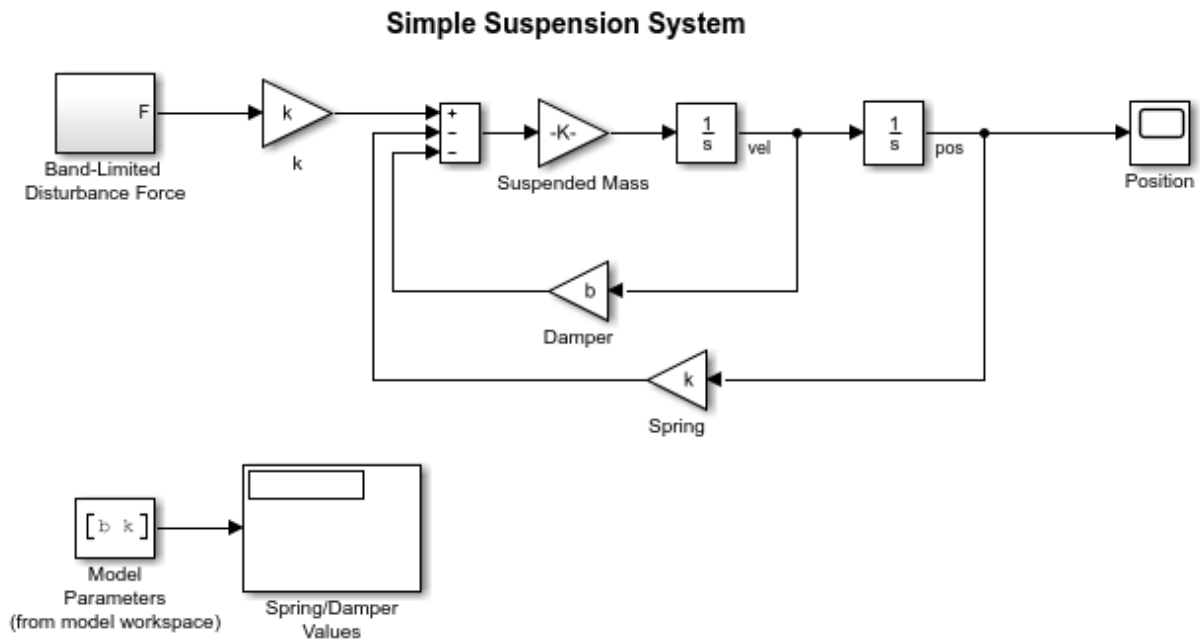 Simple Suspension System
F
k
+
−
−
-K-
1
s
vel
1
s
pos
Band-Limited
Disturbance Force
k
Suspended Mass
Position
b
Damper
k
Spring
[b k]
Model
Parameters
(from model workspace)
Spring/Damper
Values